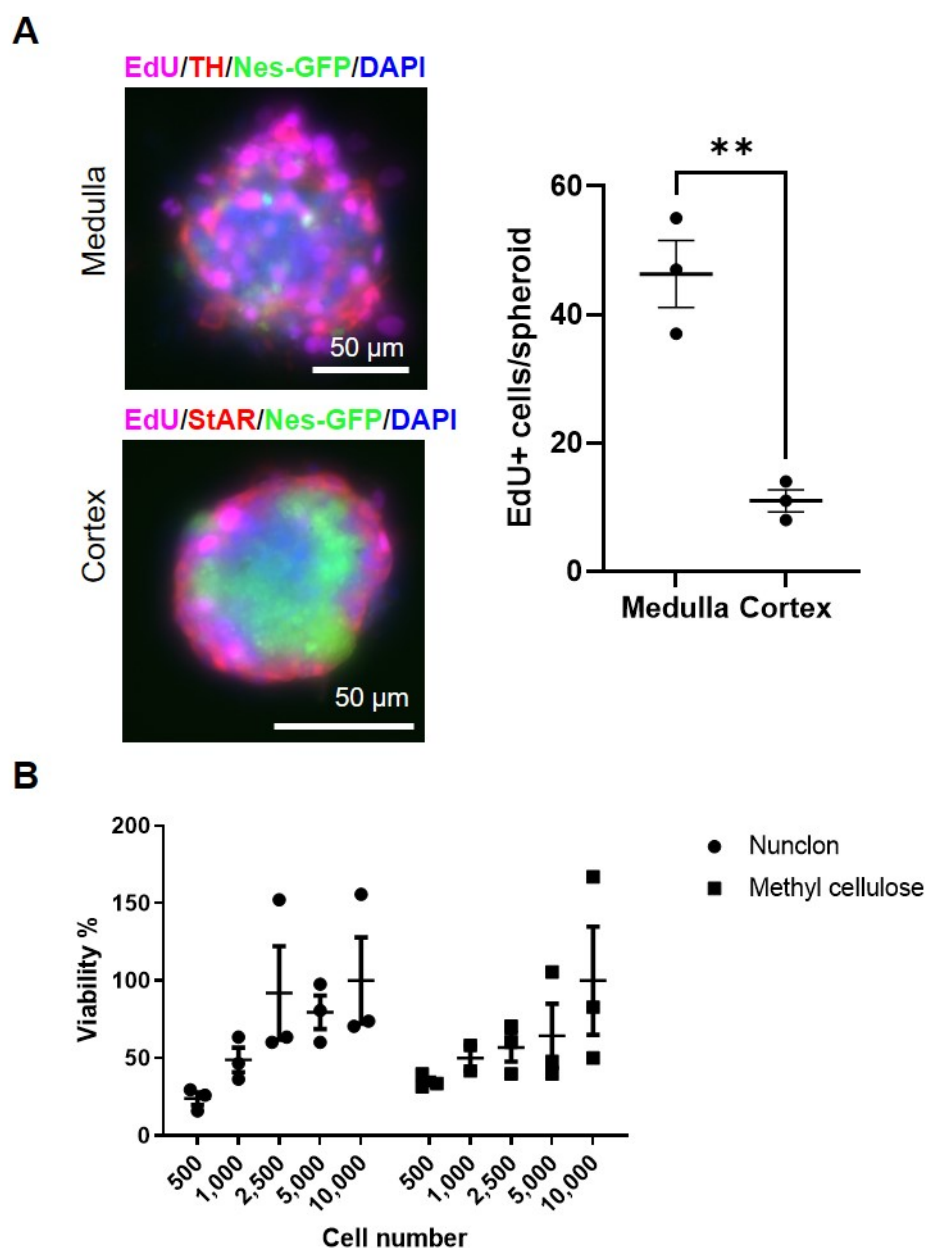 A
EdU/TH/Nes-GFP/DAPI
Medulla
50 µm
EdU/StAR/Nes-GFP/DAPI
Cortex
50 µm
**
EdU+ cells/spheroid
60
40
20
0
Medulla Cortex
B
Viability %
200
150
100
50
0
500
1,000
2,500
5,000
10,000
500
1,000
2,500
5,000
10,000
Cell number
Nunclon
Methyl cellulose